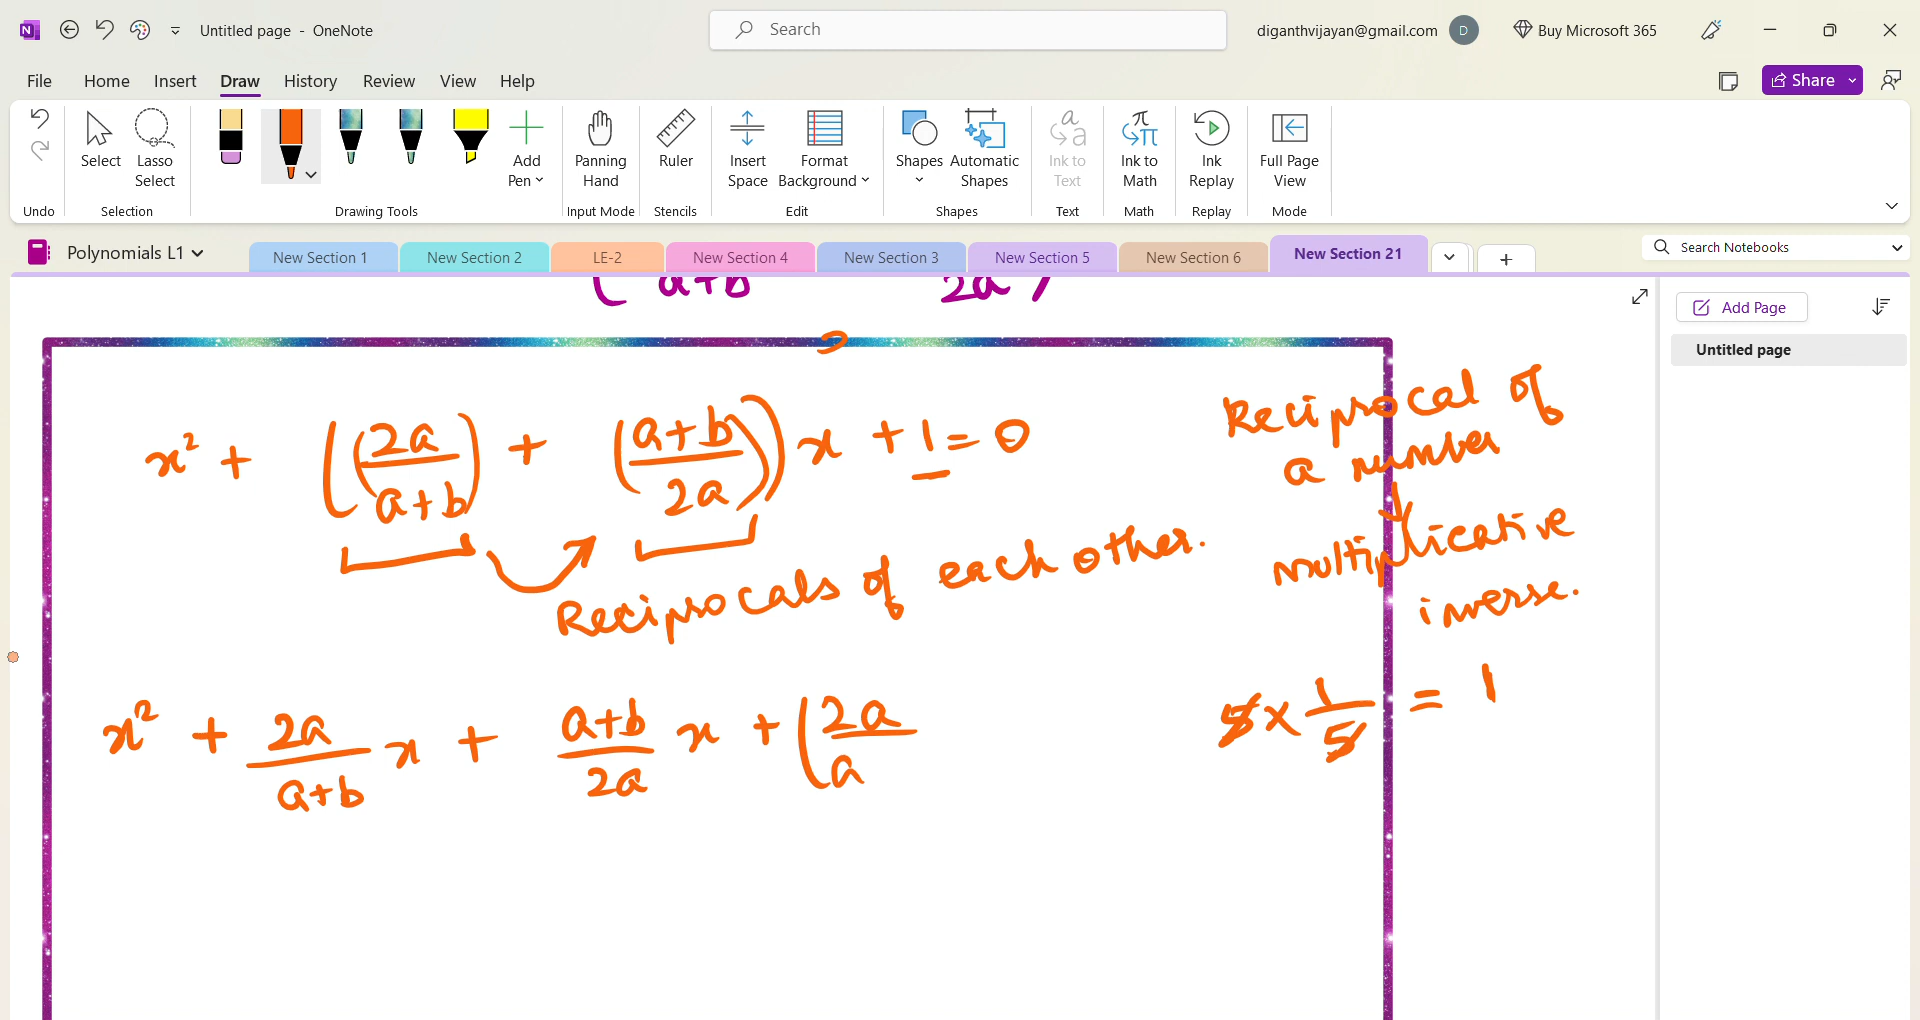 Untitled page - OneNote
Search
diganthvijayan@gmail.com
D
Buy Microsoft 365
File Home Insert Draw History Review View Help
Share
Select
Lasso Select
Add Pen
Panning Hand
Ruler
Insert Space
Format Background
Shapes
Automatic Shapes
Ink to Text
Ink to Math
Ink Replay
Full Page View
Undo Selection Drawing Tools Input Mode Stencils Edit Shapes Text Math Replay Mode
Polynomials L1
New Section 1 New Section 2 LE-2 New Section 4 New Section 3 New Section 5 New Section 6 New Section 21
Search Notebooks
Add Page
Untitled page
( a+b 2a )
x² + ((2a/a+b) + (a+b/2a)) x + 1 = 0
Reciprocals of each other.
Reciprocal of
a number
↓
multiplicative
inverse.
5 × 1/5 = 1
x² + 2a/a+b x + a+b/2a x + (2a/a